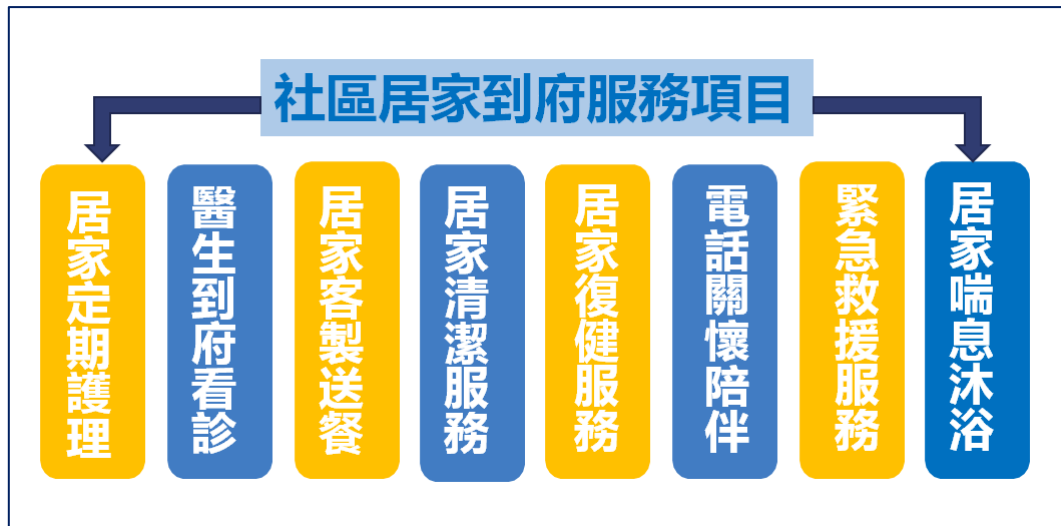 社區居家到府服務項目
居家定期護理
醫生到府看診
居家客製送餐
居家清潔服務
居家復健服務
電話關懷陪伴
緊急救援服務
居家喘息沐浴